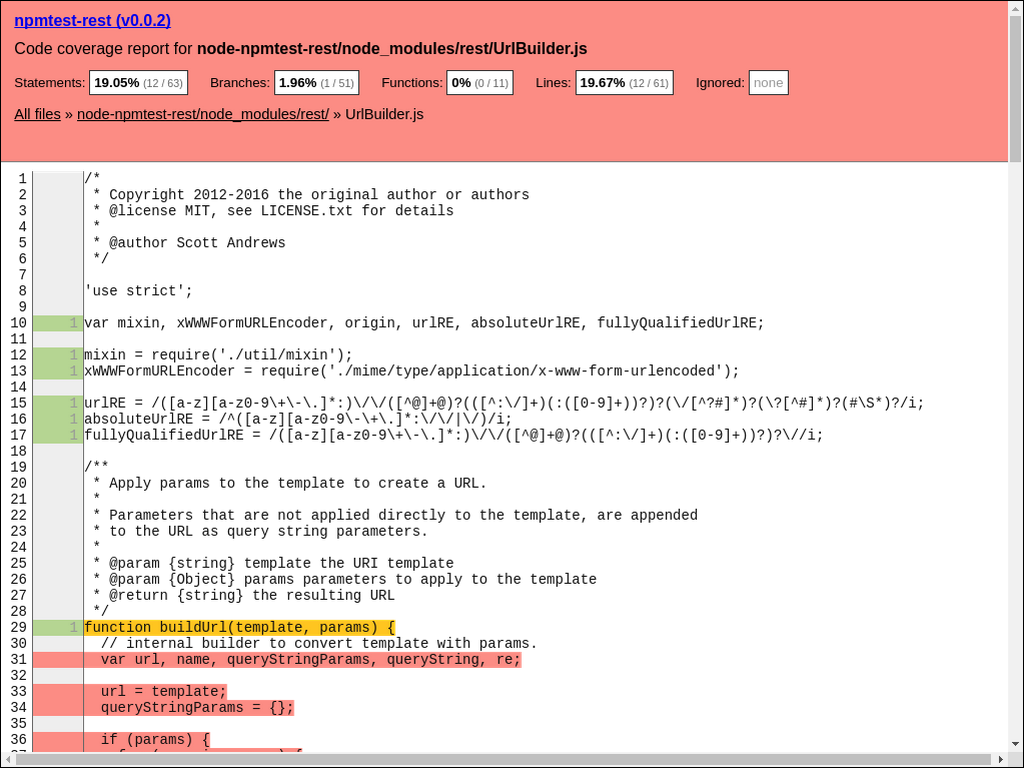 npmtest-rest (v0.0.2)
Code coverage report for node-npmtest-rest/node_modules/rest/UrlBuilder.js
Statements: 19.05% (12 / 63) Branches: 1.96% (1 / 51) Functions: 0% (0 / 11) Lines: 19.67% (12 / 61) Ignored: none
All files » node-npmtest-rest/node_modules/rest/ » UrlBuilder.js
1 /*
2  * Copyright 2012-2016 the original author or authors
3  * @license MIT, see LICENSE.txt for details
4  *
5  * @author Scott Andrews
6  */
7
8 'use strict';
9
10 1 var mixin, xWWWFormURLEncoder, origin, urlRE, absoluteUrlRE, fullyQualifiedUrlRE;
11
12 1 mixin = require('./util/mixin');
13 1 xWWWFormURLEncoder = require('./mime/type/application/x-www-form-urlencoded');
14
15 1 urlRE = /([a-z][a-z0-9\+\-\.]*:)\/\/([^@]+@)?(([^:\/]+)(:([0-9]+))?)?(\/[^?#]*)?(\?[^#]*)?(#\S*)?/i;
16 1 absoluteUrlRE = /^([a-z][a-z0-9\-\+\.]*:\/\/|\/)/i;
17 1 fullyQualifiedUrlRE = /([a-z][a-z0-9\+\-\.]*:)\/\/([^@]+@)?(([^:\/]+)(:([0-9]+))?)?\//i;
18
19 /**
20  * Apply params to the template to create a URL.
21  *
22  * Parameters that are not applied directly to the template, are appended
23  * to the URL as query string parameters.
24  *
25  * @param {string} template the URI template
26  * @param {Object} params parameters to apply to the template
27  * @return {string} the resulting URL
28  */
29 1 function buildUrl(template, params) {
30   // internal builder to convert template with params.
31   var url, name, queryStringParams, queryString, re;
32
33   url = template;
34   queryStringParams = {};
35
36   if (params) {